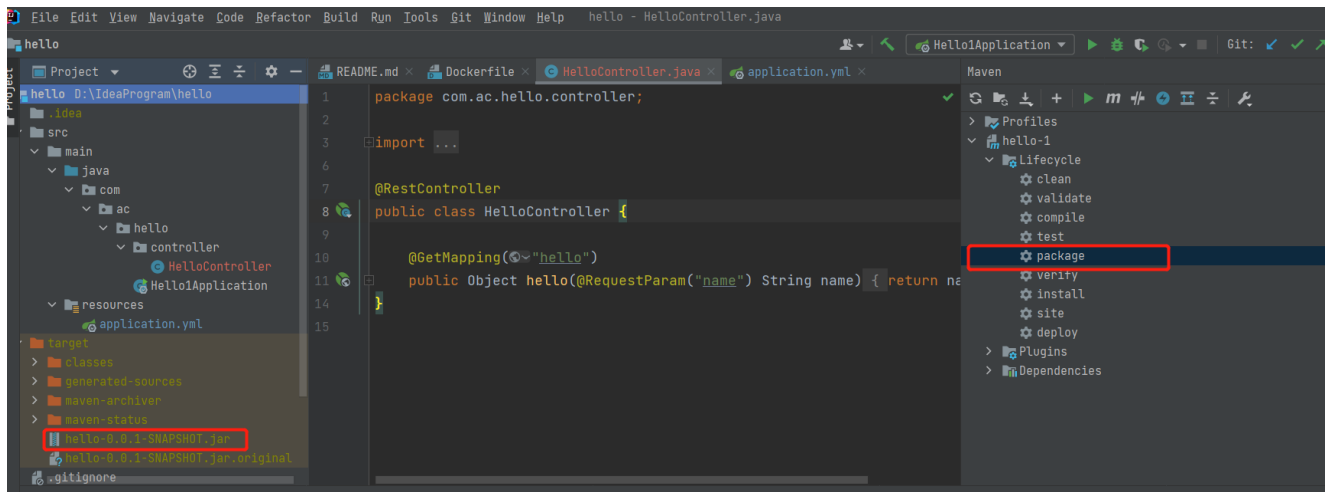 File Edit View Navigate Code Refactor Build Run Tools Git Window Help hello - HelloController.java
hello
Hello1Application
Git:
Project
Project
README.md
Dockerfile
HelloController.java
application.yml
Maven
hello D:\IdeaProgram\hello
.idea
src
main
java
com
ac
hello
controller
HelloController
Hello1Application
resources
application.yml
target
classes
generated-sources
maven-archiver
maven-status
hello-0.0.1-SNAPSHOT.jar
hello-0.0.1-SNAPSHOT.jar.original
.gitignore
1 package com.ac.hello.controller;
2
3 import ...
6
7 @RestController
8 public class HelloController {
9
10 @GetMapping("hello")
11 public Object hello(@RequestParam("name") String name) { return na
14 }
15
Profiles
hello-1
Lifecycle
clean
validate
compile
test
package
verify
install
site
deploy
Plugins
Dependencies